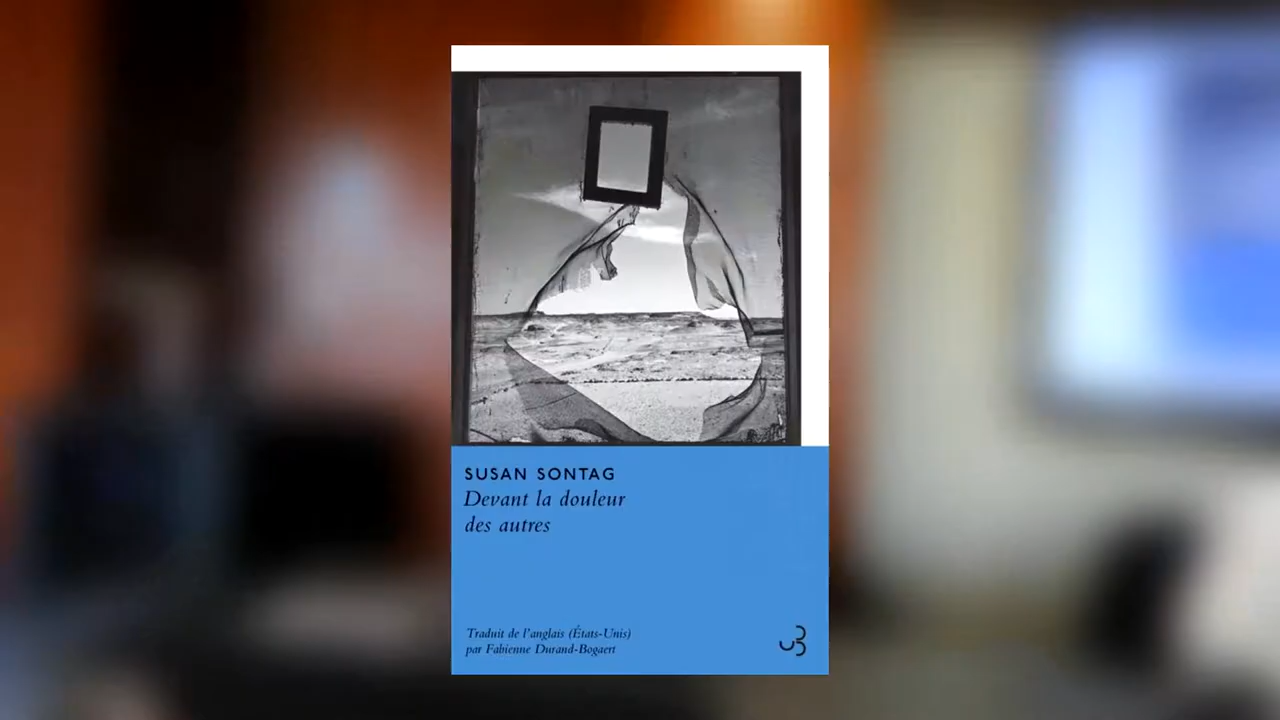 SUSAN SONTAG
Devant la douleur
des autres
Traduit de l'anglais (États-Unis)
par Fabienne Durand-Bogaert